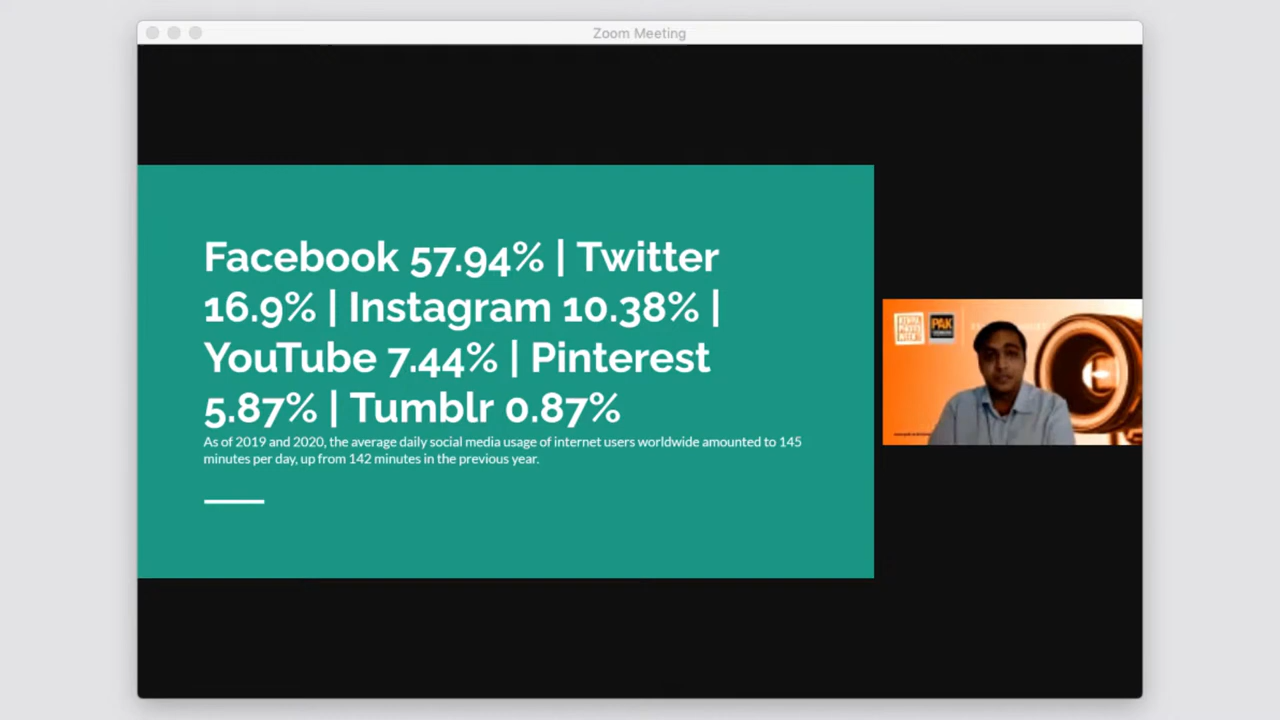 Zoom Meeting
Facebook 57.94% | Twitter
16.9% | Instagram 10.38% |
YouTube 7.44% | Pinterest
5.87% | Tumblr 0.87%
As of 2019 and 2020, the average daily social media usage of internet users worldwide amounted to 145
minutes per day, up from 142 minutes in the previous year.
PAK